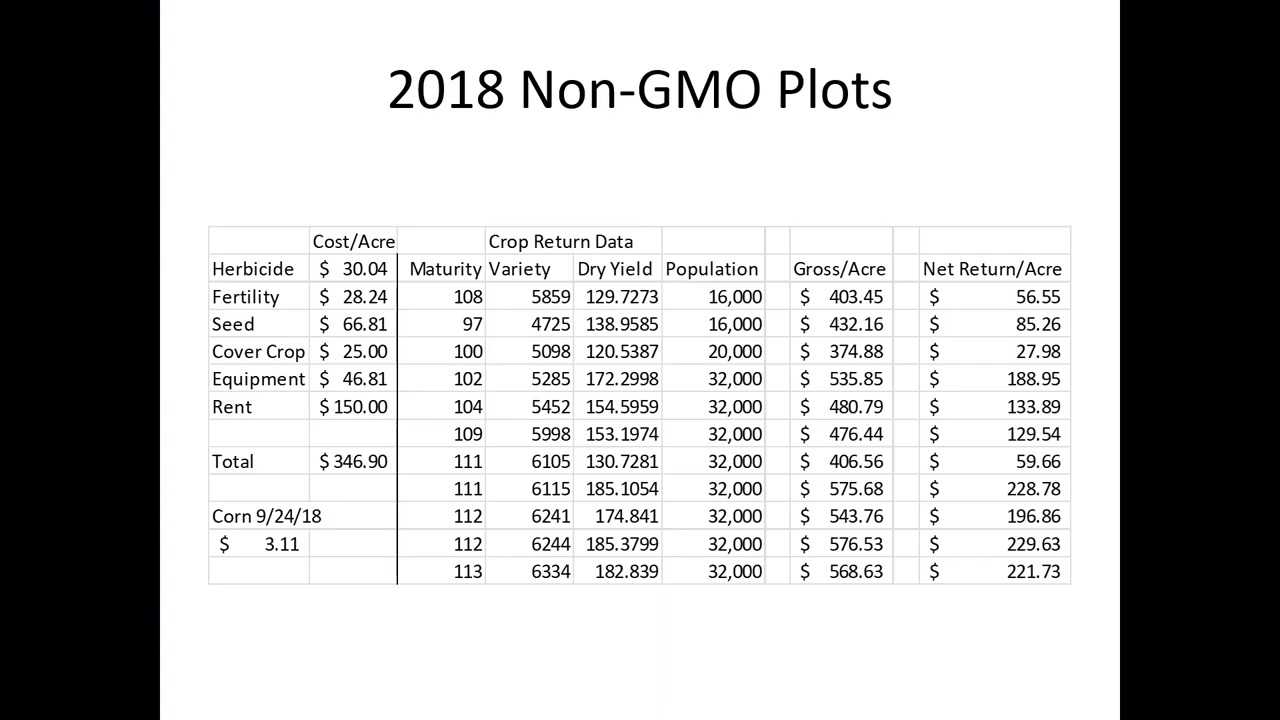 2018 Non-GMO Plots
Cost/Acre Crop Return Data
Herbicide $ 30.04 Maturity Variety Dry Yield Population Gross/Acre Net Return/Acre
Fertility $ 28.24 108 5859 129.7273 16,000 $ 403.45 $ 56.55
Seed $ 66.81 97 4725 138.9585 16,000 $ 432.16 $ 85.26
Cover Crop $ 25.00 100 5098 120.5387 20,000 $ 374.88 $ 27.98
Equipment $ 46.81 102 5285 172.2998 32,000 $ 535.85 $ 188.95
Rent $ 150.00 104 5452 154.5959 32,000 $ 480.79 $ 133.89
109 5998 153.1974 32,000 $ 476.44 $ 129.54
Total $ 346.90 111 6105 130.7281 32,000 $ 406.56 $ 59.66
111 6115 185.1054 32,000 $ 575.68 $ 228.78
Corn 9/24/18 112 6241 174.841 32,000 $ 543.76 $ 196.86
$ 3.11 112 6244 185.3799 32,000 $ 576.53 $ 229.63
113 6334 182.839 32,000 $ 568.63 $ 221.73